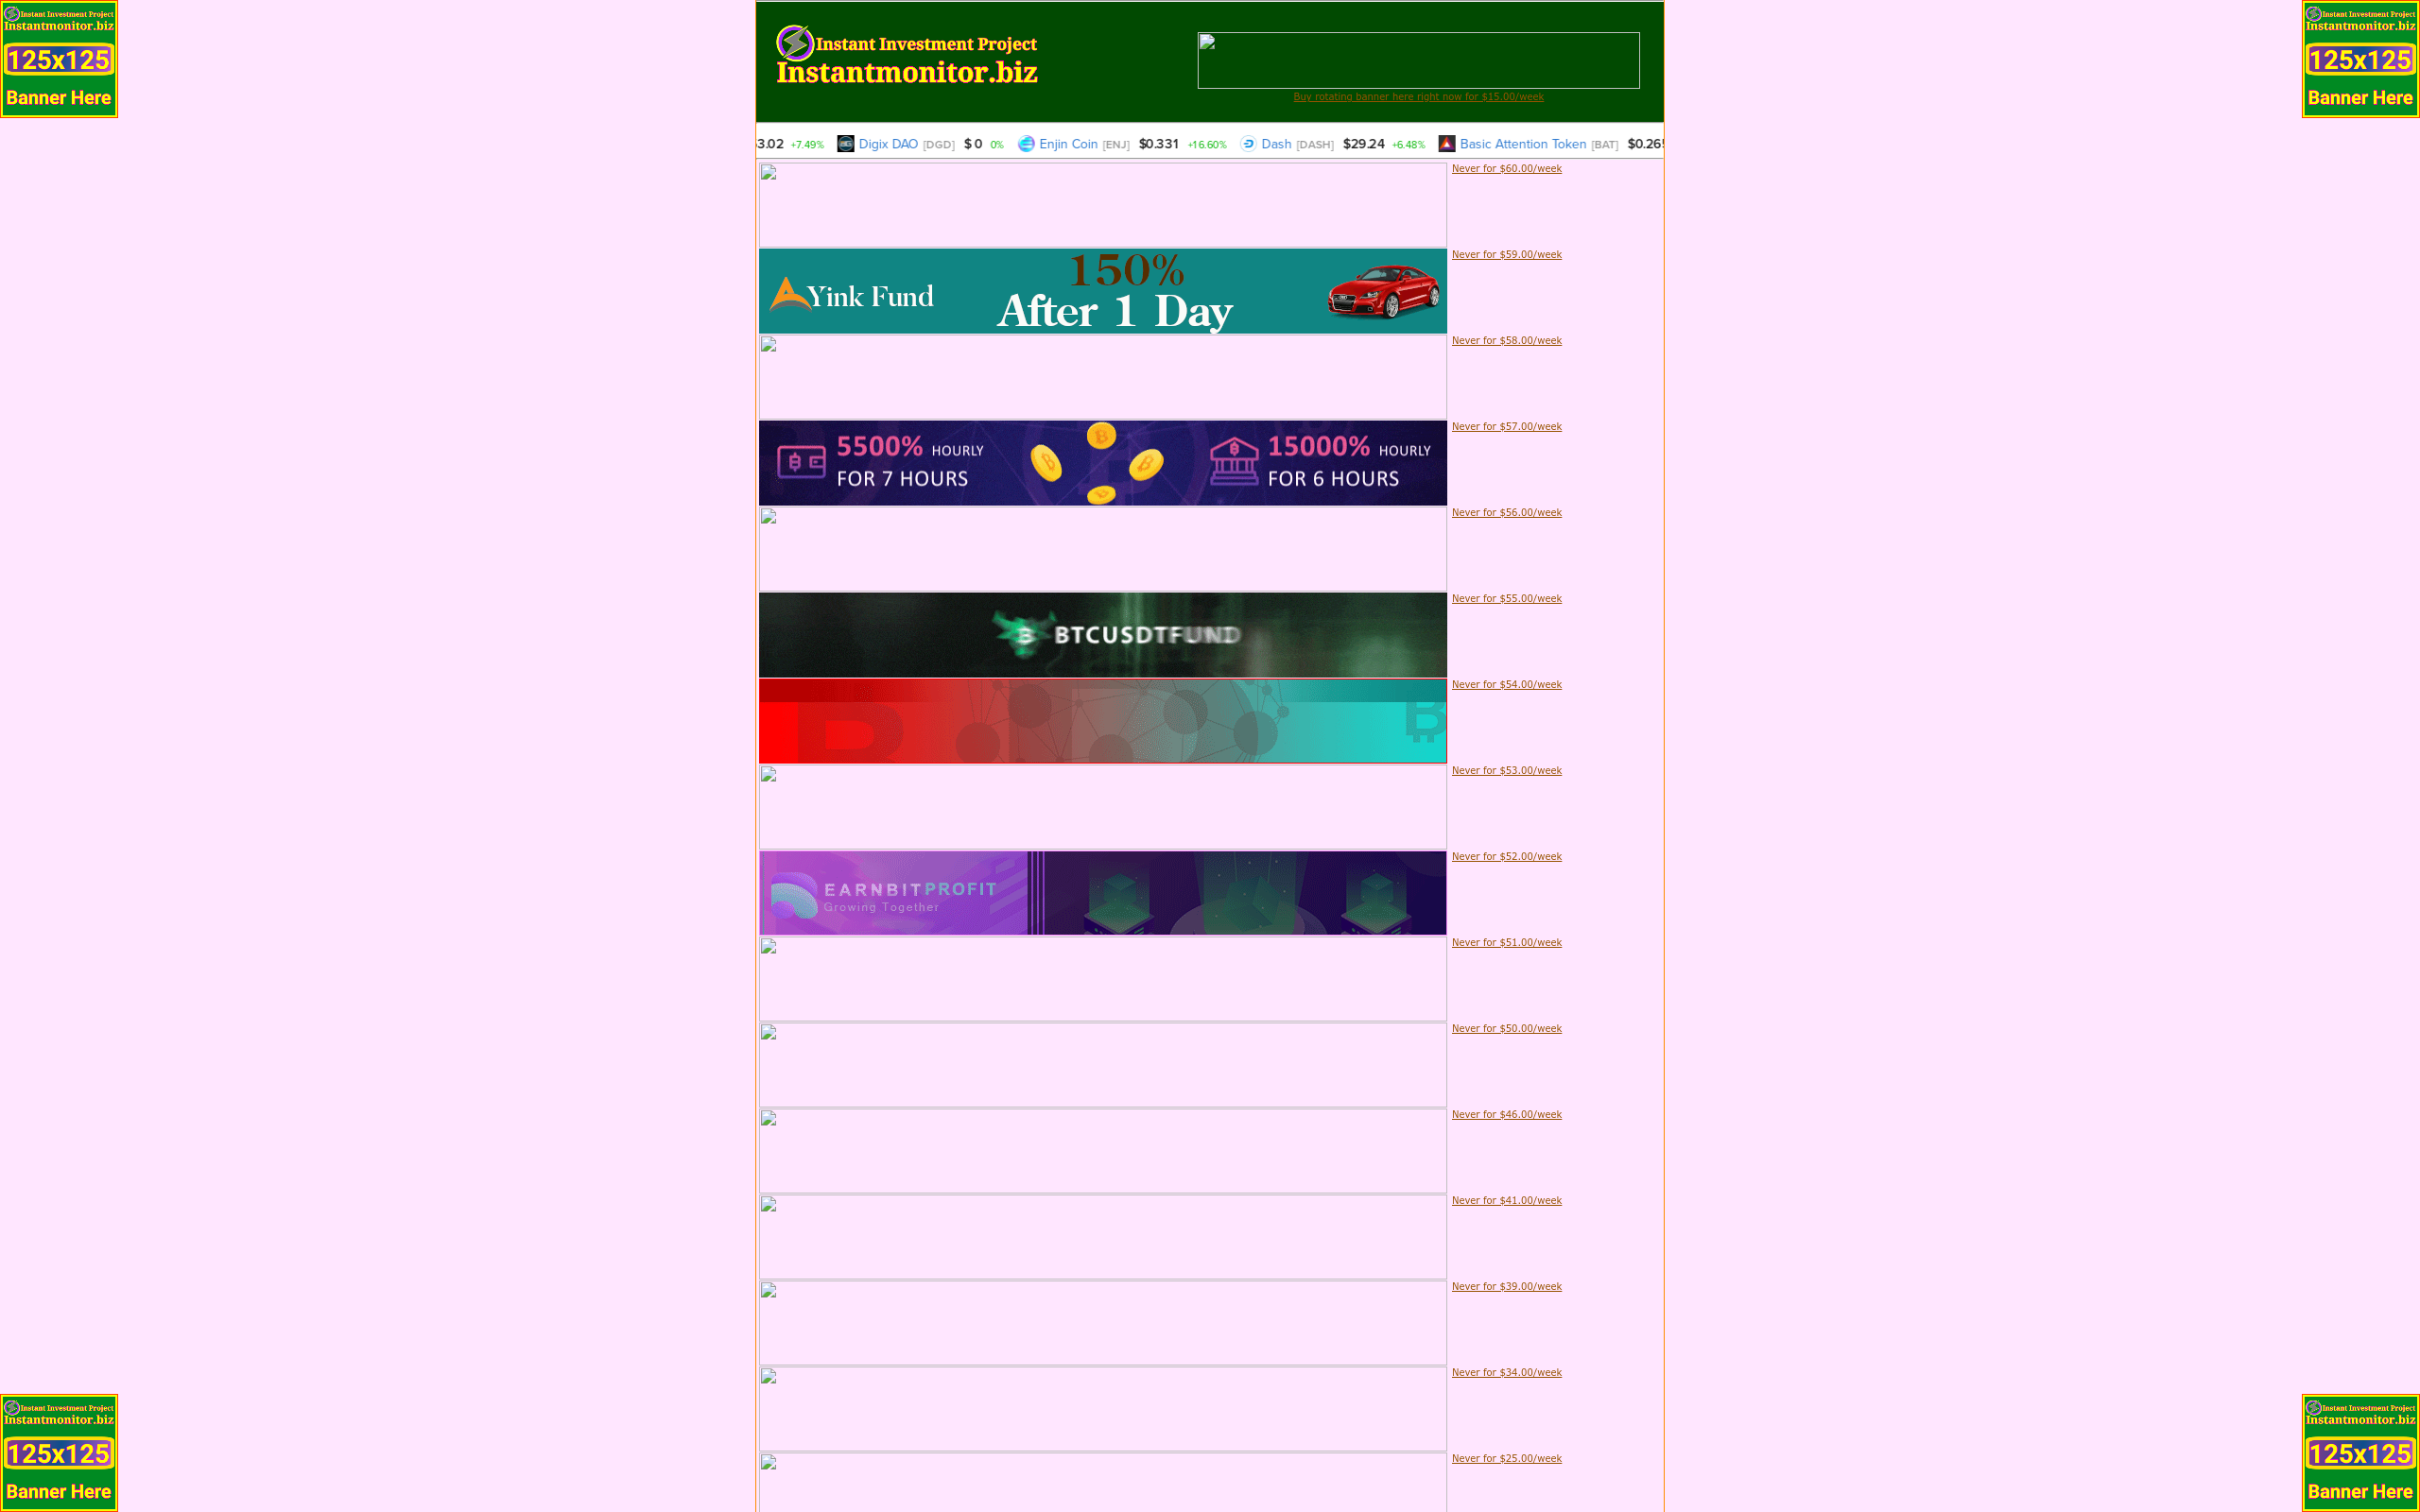 Instant Investment Project
Instantmonitor.biz
125x125
Banner Here
Instant Investment Project
Instantmonitor.biz
Buy rotating banner here right now for $15.00/week
Instant Investment Project
Instantmonitor.biz
125x125
Banner Here
3.02 +7.49% Digix DAO [DGD] $ 0 0% Enjin Coin [ENJ] $0.331 +16.60% Dash [DASH] $29.24 +6.48% Basic Attention Token [BAT] $0.265
Never for $60.00/week
Yink Fund
150%
After 1 Day
Never for $59.00/week
Never for $58.00/week
5500% HOURLY
FOR 7 HOURS
15000% HOURLY
FOR 6 HOURS
Never for $57.00/week
Never for $56.00/week
BTCUSDTFUND
Never for $55.00/week
Never for $54.00/week
Never for $53.00/week
EARNBITPROFIT
Growing Together
Never for $52.00/week
Never for $51.00/week
Never for $50.00/week
Never for $46.00/week
Never for $41.00/week
Never for $39.00/week
Never for $34.00/week
Never for $25.00/week
Instant Investment Project
Instantmonitor.biz
125x125
Banner Here
Instant Investment Project
Instantmonitor.biz
125x125
Banner Here